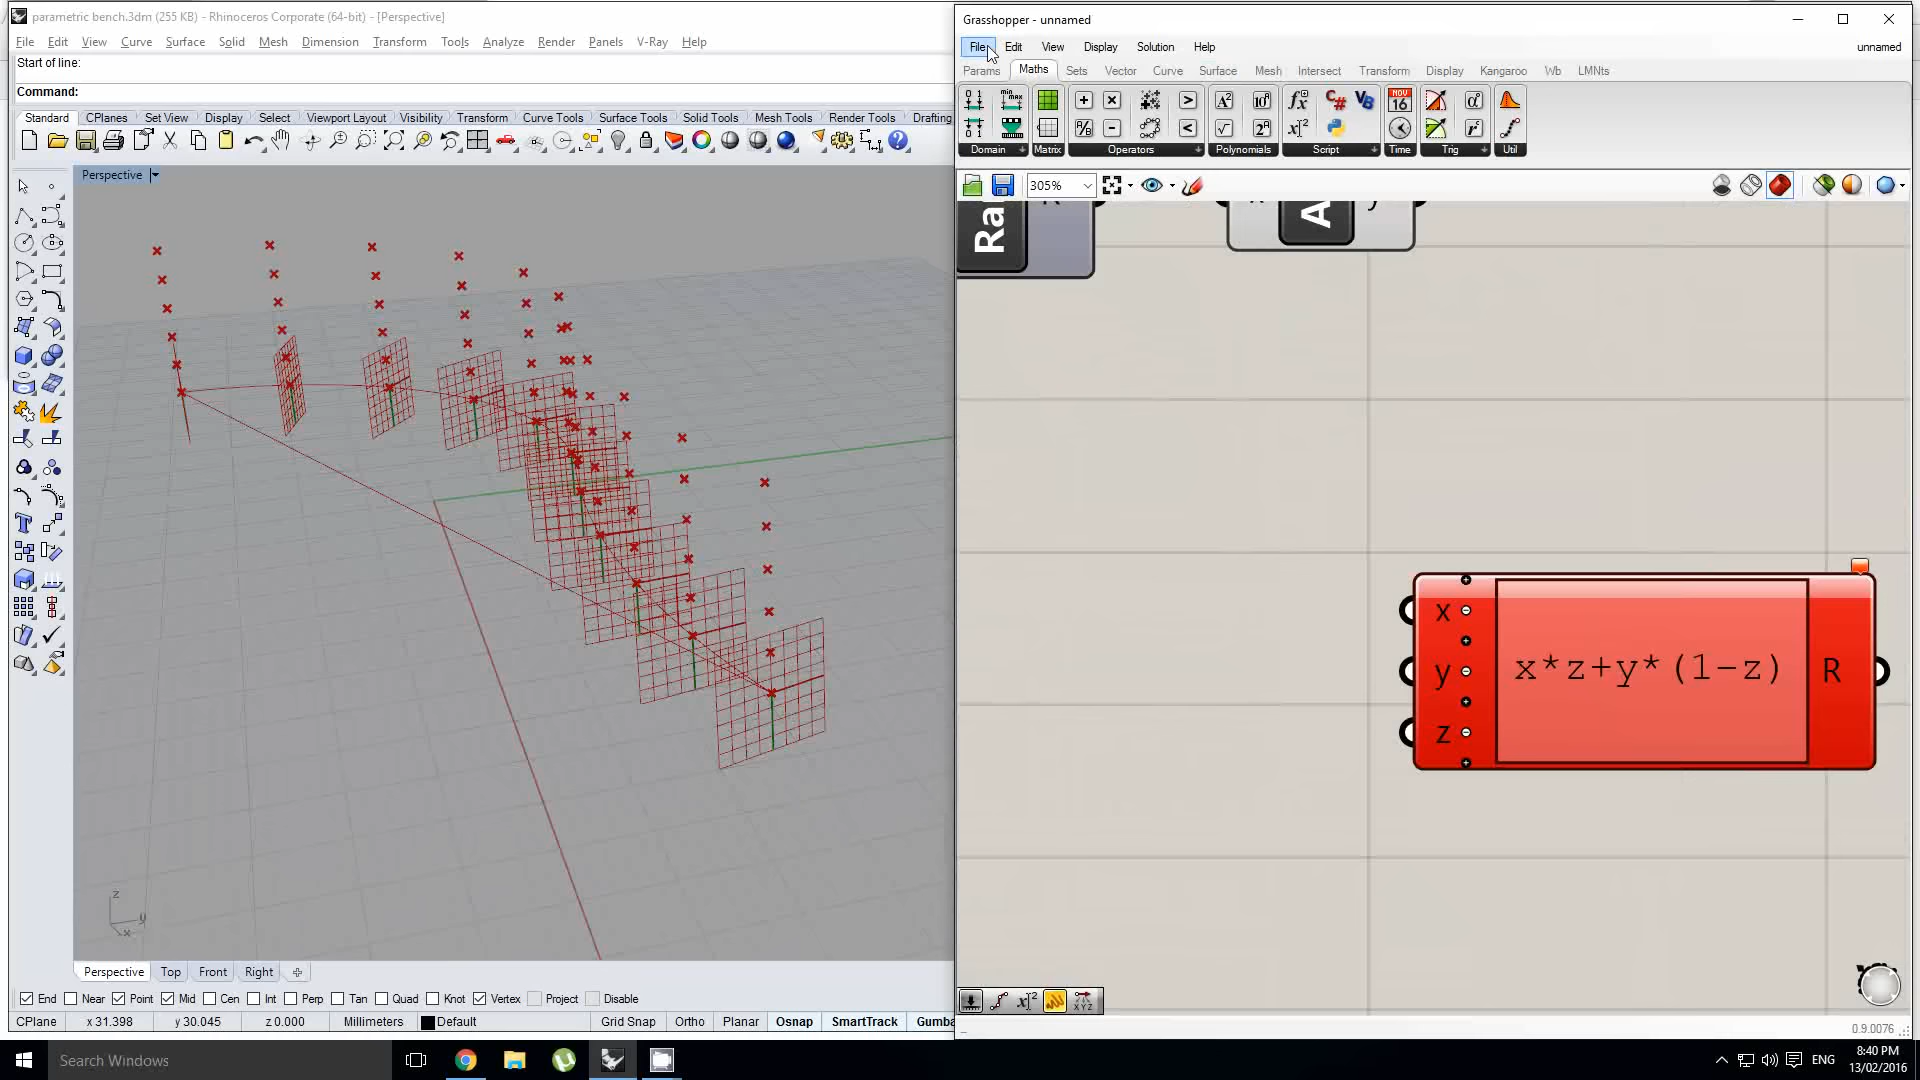 parametric bench.3dm (255 KB) - Rhinoceros Corporate (64-bit) - [Perspective]
File Edit View Curve Surface Solid Mesh Dimension Transform Tools Analyze Render Panels V-Ray Help
Start of line:
Command:
Standard CPlanes Set View Display Select Viewport Layout Visibility Transform Curve Tools Surface Tools Solid Tools Mesh Tools Render Tools Drafting
Perspective
z
y
x
Perspective Top Front Right
End Near Point Mid Cen Int Perp Tan Quad Knot Vertex Project Disable
CPlane x 31.398 y 30.045 z 0.000 Millimeters Default Grid Snap Ortho Planar Osnap SmartTrack Gumba
Grasshopper - unnamed
File Edit View Display Solution Help unnamed
Params Maths Sets Vector Curve Surface Mesh Intersect Transform Display Kangaroo Wb LMNts
Domain Matrix Operators Polynomials Script Time Trig Util
305%
Ra
A
x
y
z
x*z+y*(1-z)
R
0.9.0076
Search Windows
ENG
8:40 PM
13/02/2016